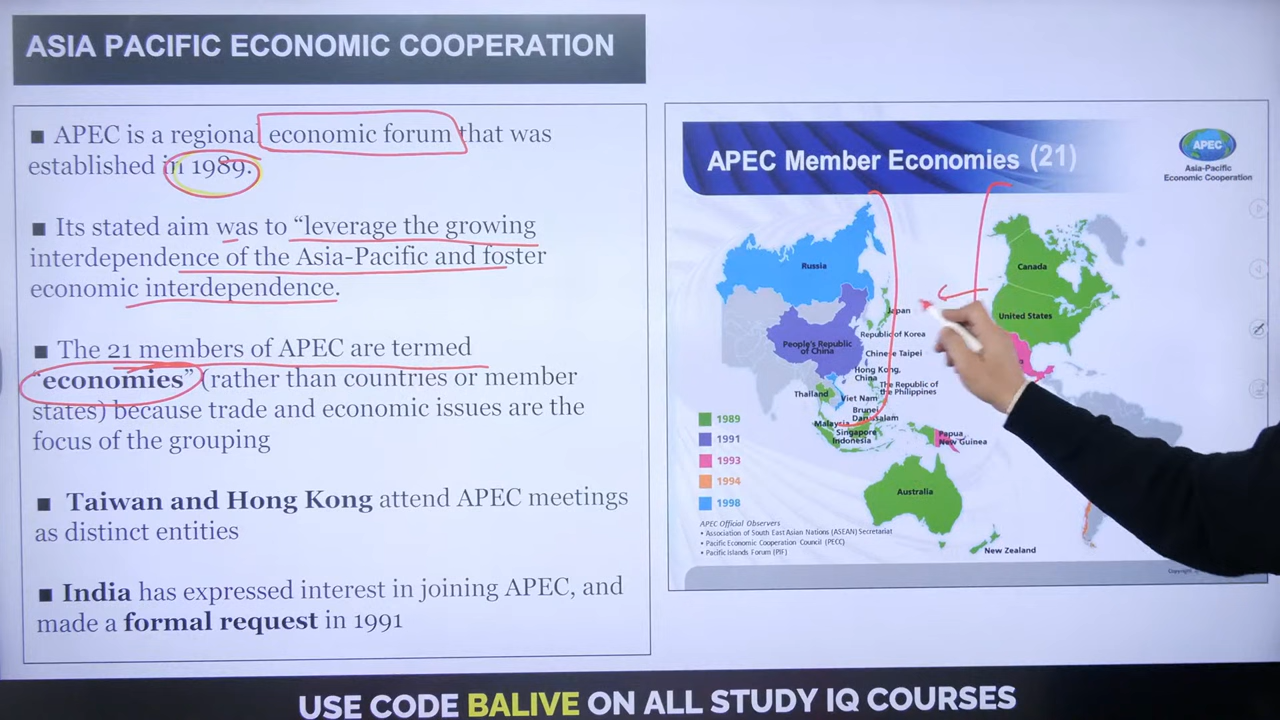 ASIA PACIFIC ECONOMIC COOPERATION
■ APEC is a regional economic forum that was
established in 1989.
■ Its stated aim was to “leverage the growing
interdependence of the Asia-Pacific and foster
economic interdependence.
■ The 21 members of APEC are termed
“economies” (rather than countries or member
states) because trade and economic issues are the
focus of the grouping
■ Taiwan and Hong Kong attend APEC meetings
as distinct entities
■ India has expressed interest in joining APEC, and
made a formal request in 1991
APEC Member Economies (21)
APEC
Asia-Pacific
Economic Cooperation
Russia
Canada
United States
Japan
Republic of Korea
People's Republic
of China
Chinese Taipei
Hong Kong,
China
The Republic of
the Philippines
Thailand
Viet Nam
Brunei
Darussalam
Malaysia
Singapore
Indonesia
Papua
New Guinea
Australia
New Zealand
1989
1991
1993
1994
1998
APEC Official Observers
• Association of South East Asian Nations (ASEAN) Secretariat
• Pacific Economic Cooperation Council (PECC)
• Pacific Islands Forum (PIF)
USE CODE BALIVE ON ALL STUDY IQ COURSES